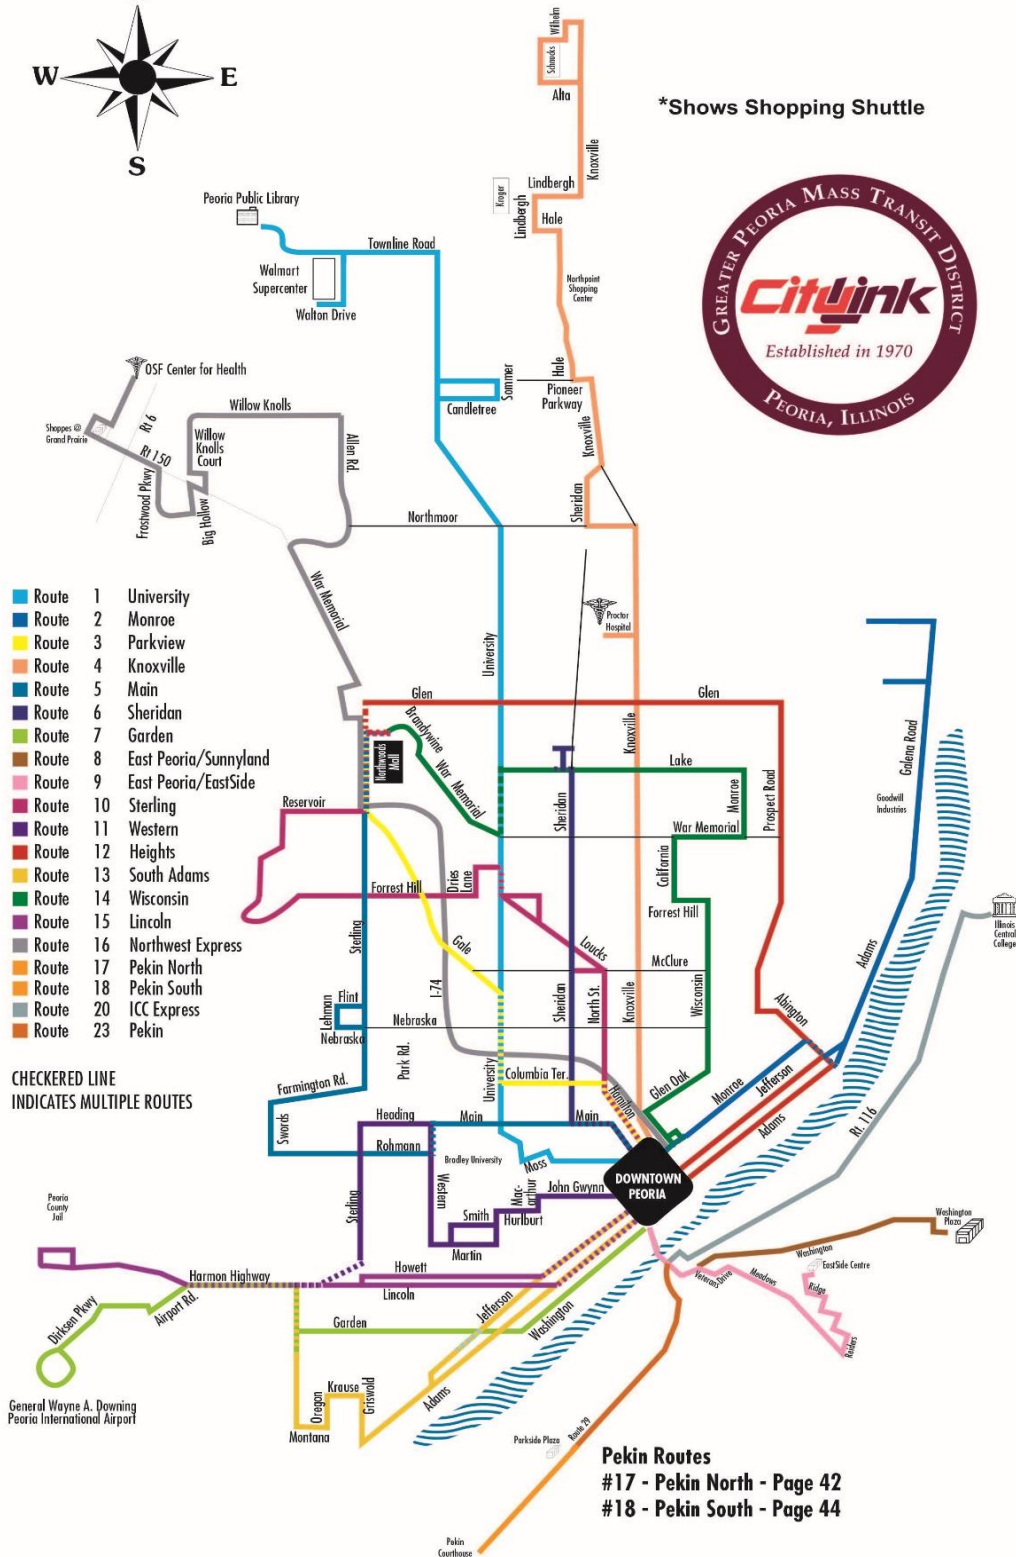 W
E
S
*Shows Shopping Shuttle
GREATER PEORIA MASS TRANSIT DISTRICT
CityLink
Established in 1970
PEORIA, ILLINOIS
Wilhelm
Schnucks
Alta
Knoxville
Lindbergh
Kroger
Lindbergh
Hale
Northpoint
Shopping
Center
Hale
Pioneer
Parkway
Knoxville
Sheridan
Peoria Public Library
Townline Road
Walmart
Supercenter
Walton Drive
Sommer
Candletree
OSF Center for Health
Rt 6
Shoppes @
Grand Prairie
Rt 150
Willow Knolls
Willow
Knolls
Court
Allen Rd.
Frostwood Pkwy
Big Hollow
Northmoor
War Memorial
University
Proctor
Hospital
Route 1 University
Route 2 Monroe
Route 3 Parkview
Route 4 Knoxville
Route 5 Main
Route 6 Sheridan
Route 7 Garden
Route 8 East Peoria/Sunnyland
Route 9 East Peoria/EastSide
Route 10 Sterling
Route 11 Western
Route 12 Heights
Route 13 South Adams
Route 14 Wisconsin
Route 15 Lincoln
Route 16 Northwest Express
Route 17 Pekin North
Route 18 Pekin South
Route 20 ICC Express
Route 23 Pekin
CHECKERED LINE
INDICATES MULTIPLE ROUTES
Glen
Glen
Brandywine
Northwoods
Mall
War Memorial
Knoxville
Lake
Sheridan
Monroe
Prospect Road
Galena Road
Goodwill
Industries
Reservoir
War Memorial
California
Forrest Hill
Dries
Lane
Forrest Hill
Illinois
Central
College
Sterling
Gale
Loucks
McClure
Adams
I-74
Sheridan
North St.
Knoxville
Wisconsin
Abington
Lehman
Flint
Nebraska
Nebraska
Park Rd.
University
Columbia Ter.
Hamilton
Glen Oak
Monroe
Jefferson
Adams
Rt. 116
Farmington Rd.
Swords
Heading
Main
Main
Rohmann
Bradley University
Moss
DOWNTOWN
PEORIA
Western
Mac-
arthur
John Gwynn
Smith
Hurlburt
Martin
Sterling
Peoria
County
Jail
Washington
Plaza
Washington
EastSide Centre
Veterans Drive
Meadows
Ridge
Reiders
Harmon Highway
Howett
Lincoln
Airport Rd.
Dirksen Pkwy
Jefferson
Washington
Garden
General Wayne A. Downing
Peoria International Airport
Oregon
Krause
Griswold
Adams
Montana
Parkside Plaza
Route 29
Pekin Routes
#17 - Pekin North - Page 42
#18 - Pekin South - Page 44
Pekin
Courthouse